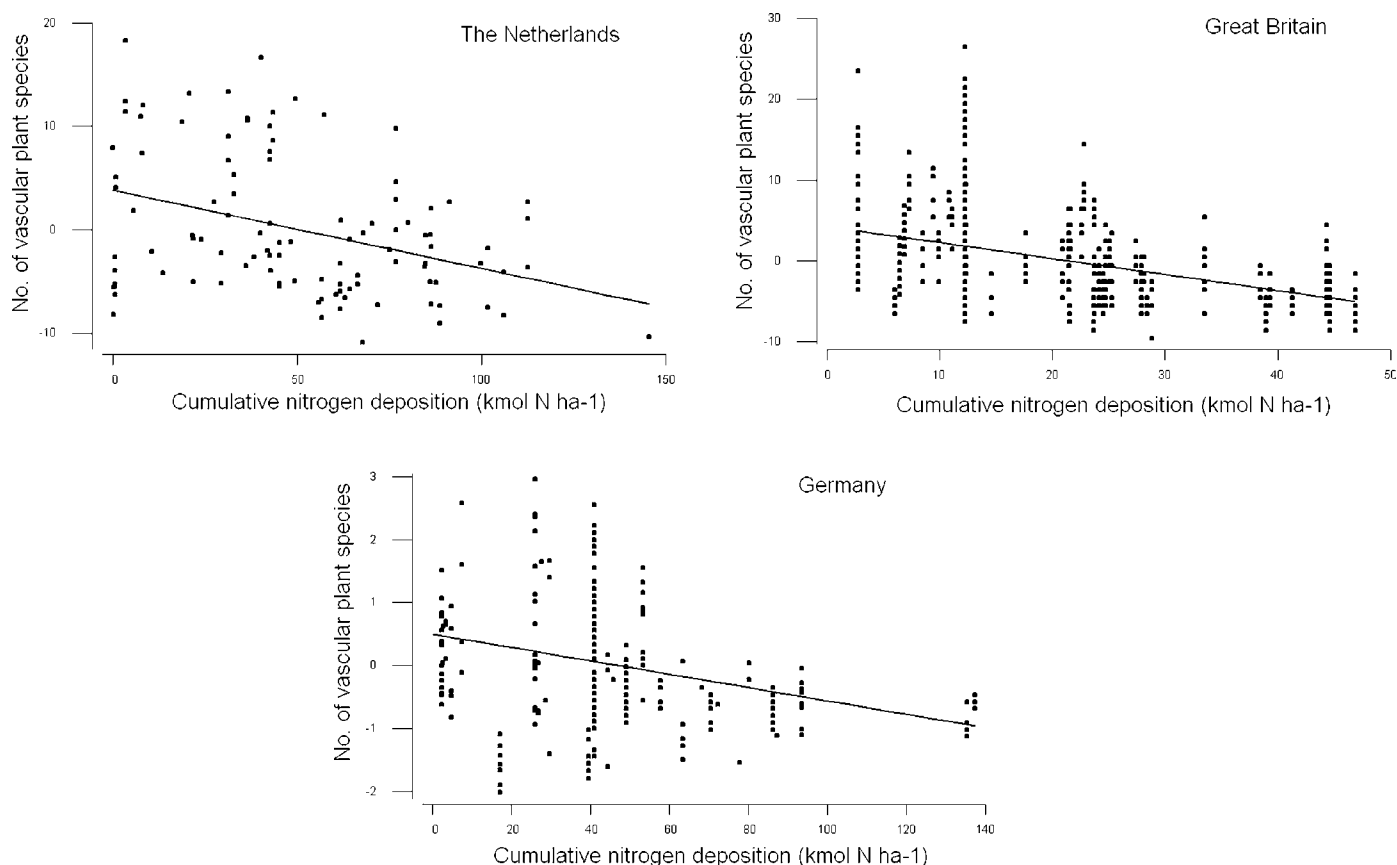 The Netherlands
No. of vascular plant species
20
10
0
-10
0 50 100 150
Cumulative nitrogen deposition (kmol N ha-1)
Great Britain
No. of vascular plant species
30
20
10
0
-10
0 10 20 30 40 50
Cumulative nitrogen deposition (kmol N ha-1)
Germany
No. of vascular plant species
3
2
1
0
-1
-2
0 20 40 60 80 100 120 140
Cumulative nitrogen deposition (kmol N ha-1)